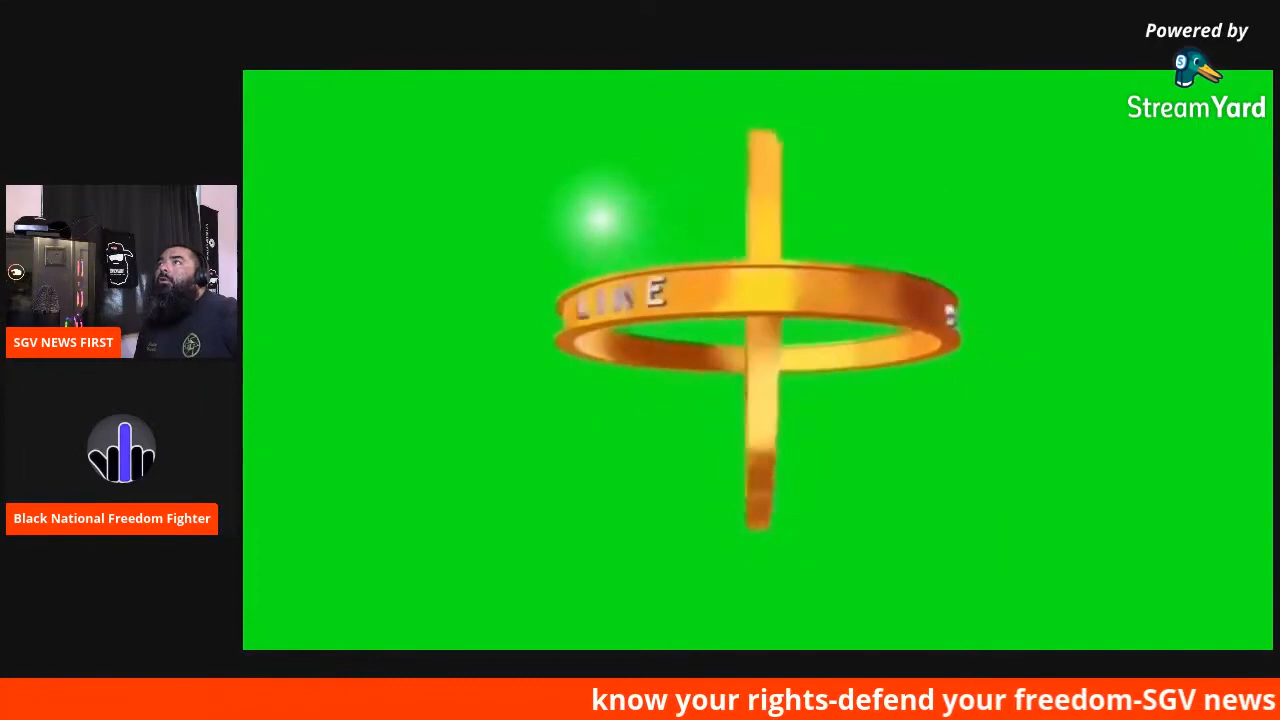 Powered by
StreamYard
LIKE
SGV NEWS FIRST
Black National Freedom Fighter
know your rights-defend your freedom-SGV news